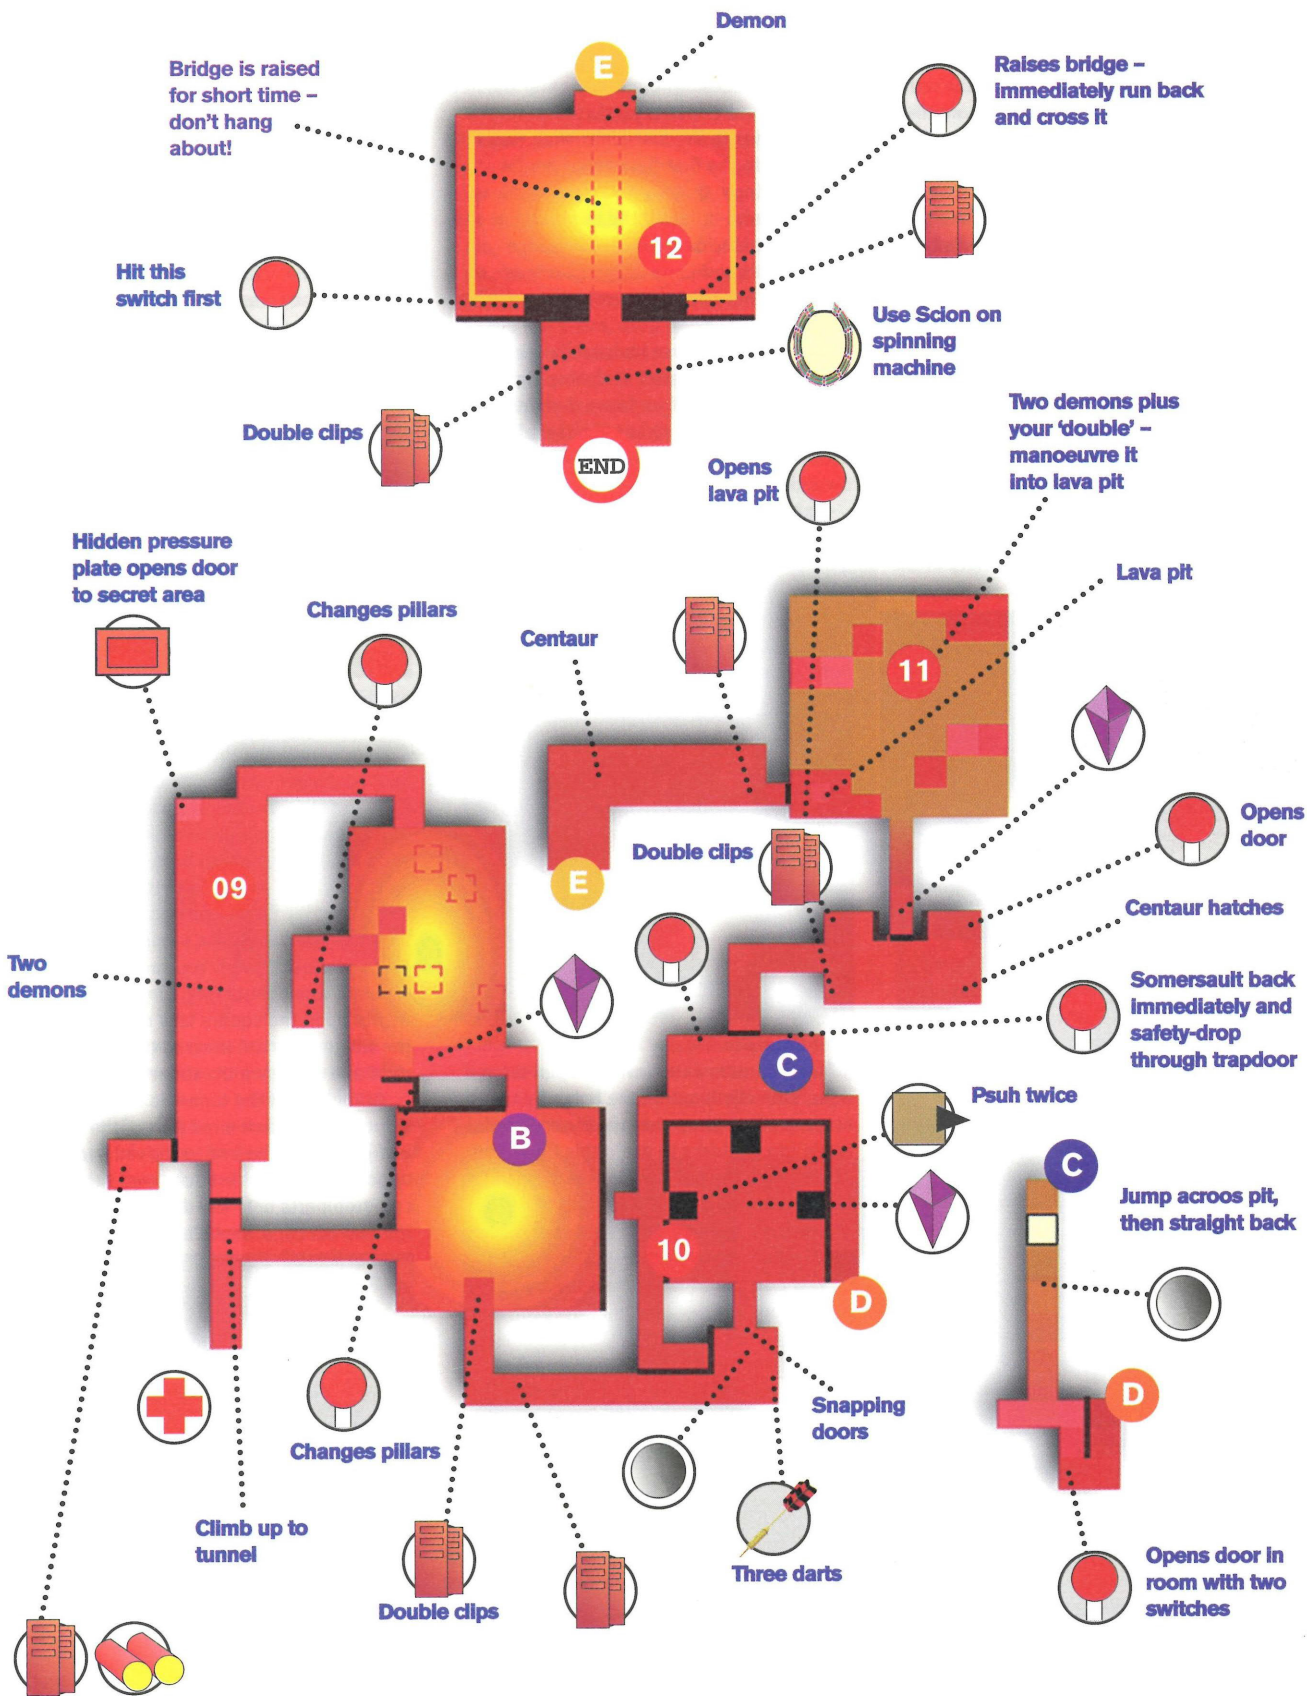 Demon
E
Bridge is raised
for short time –
don't hang
about!
Raises bridge –
immediately run back
and cross it
12
Hit this
switch first
Use Scion on
spinning
machine
Double clips
END
Two demons plus
your 'double' –
manoeuvre it
into lava pit
Opens
lava pit
Hidden pressure
plate opens door
to secret area
Changes pillars
Centaur
Lava pit
11
Opens
door
Double clips
09
E
Centaur hatches
Two
demons
Somersault back
immediately and
safety-drop
through trapdoor
C
Psuh twice
B
C
Jump acroos pit,
then straight back
10
D
D
Snapping
doors
Changes pillars
Climb up to
tunnel
Three darts
Opens door in
room with two
switches
Double clips